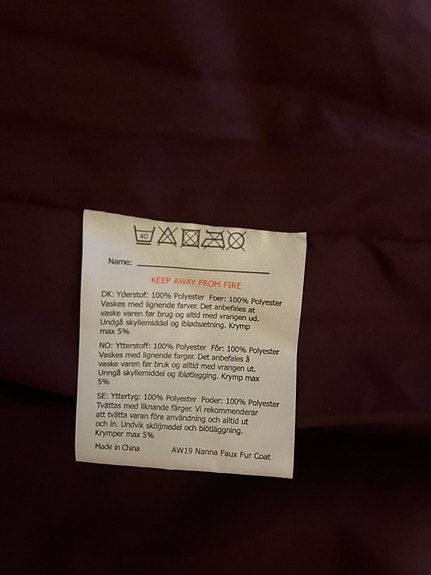 40
Name:
KEEP AWAY FROM FIRE
DK: Yderstof: 100% Polyester Foer: 100% Polyester
Vaskes med lignende farver. Det anbefales at
vaske varen før brug og altid med vrangen ud.
Undgå skyllemiddel og iblødsætning. Krymp
max 5%
NO: Ytterstoff: 100% Polyester Fôr: 100% Polyester
Vaskes med lignende farger. Det anbefales å
vaske varen før bruk og alltid med vrangen ut.
Unngå skyllemiddel og ibløtlegging. Krymp max
5%
SE: Yttertyg: 100% Polyester Foder: 100% Polyester
Tvättas med liknande färger. Vi rekommenderar
att tvätta varan före användning och alltid ut
och in. Undvik sköljmedel och blötläggning.
Krymper max 5%
Made in China AW19 Nanna Faux Fur Coat